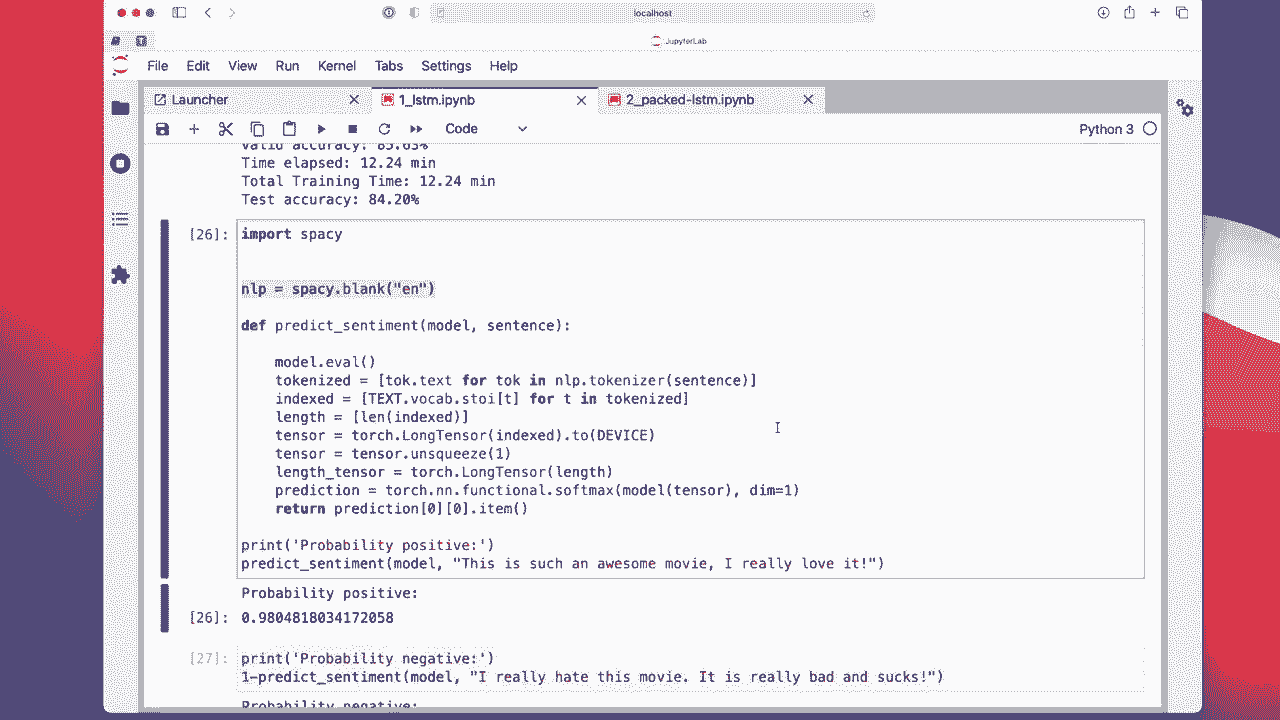 localhost
JupyterLab
File Edit View Run Kernel Tabs Settings Help
Launcher 1_lstm.ipynb 2_packed-lstm.ipynb
Code Python 3
Valid accuracy: 85.63%
Time elapsed: 12.24 min
Total Training Time: 12.24 min
Test accuracy: 84.20%
[26]: import spacy
nlp = spacy.blank("en")
def predict_sentiment(model, sentence):
model.eval()
tokenized = [tok.text for tok in nlp.tokenizer(sentence)]
indexed = [TEXT.vocab.stoi[t] for t in tokenized]
length = [len(indexed)]
tensor = torch.LongTensor(indexed).to(DEVICE)
tensor = tensor.unsqueeze(1)
length_tensor = torch.LongTensor(length)
prediction = torch.nn.functional.softmax(model(tensor), dim=1)
return prediction[0][0].item()
print('Probability positive:')
predict_sentiment(model, "This is such an awesome movie, I really love it!")
Probability positive:
[26]: 0.9804818034172058
[27]: print('Probability negative:')
1-predict_sentiment(model, "I really hate this movie. It is really bad and sucks!")
Probability negative: